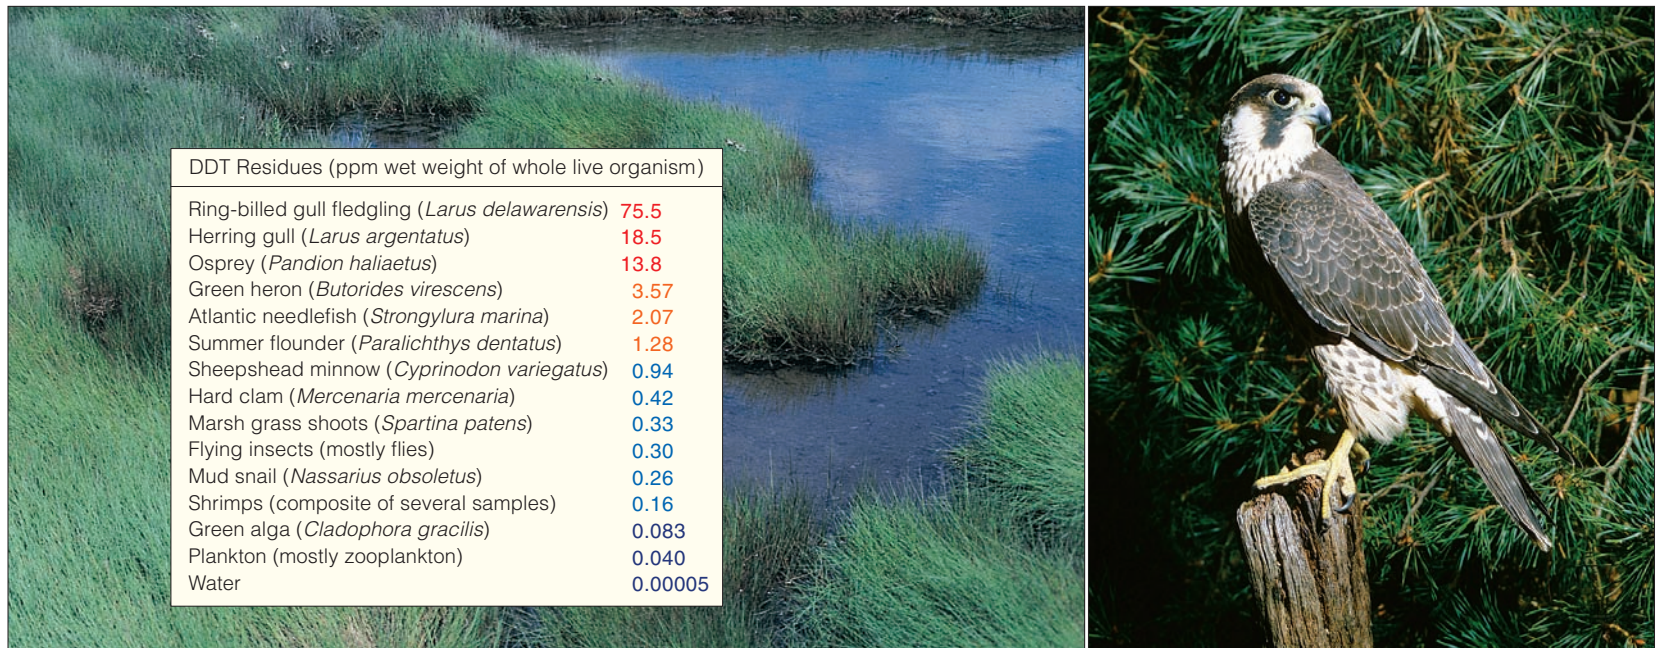 DDT Residues (ppm wet weight of whole live organism)
Ring-billed gull fledgling (Larus delawarensis) 75.5
Herring gull (Larus argentatus) 18.5
Osprey (Pandion haliaetus) 13.8
Green heron (Butorides virescens) 3.57
Atlantic needlefish (Strongylura marina) 2.07
Summer flounder (Paralichthys dentatus) 1.28
Sheepshead minnow (Cyprinodon variegatus) 0.94
Hard clam (Mercenaria mercenaria) 0.42
Marsh grass shoots (Spartina patens) 0.33
Flying insects (mostly flies) 0.30
Mud snail (Nassarius obsoletus) 0.26
Shrimps (composite of several samples) 0.16
Green alga (Cladophora gracilis) 0.083
Plankton (mostly zooplankton) 0.040
Water 0.00005